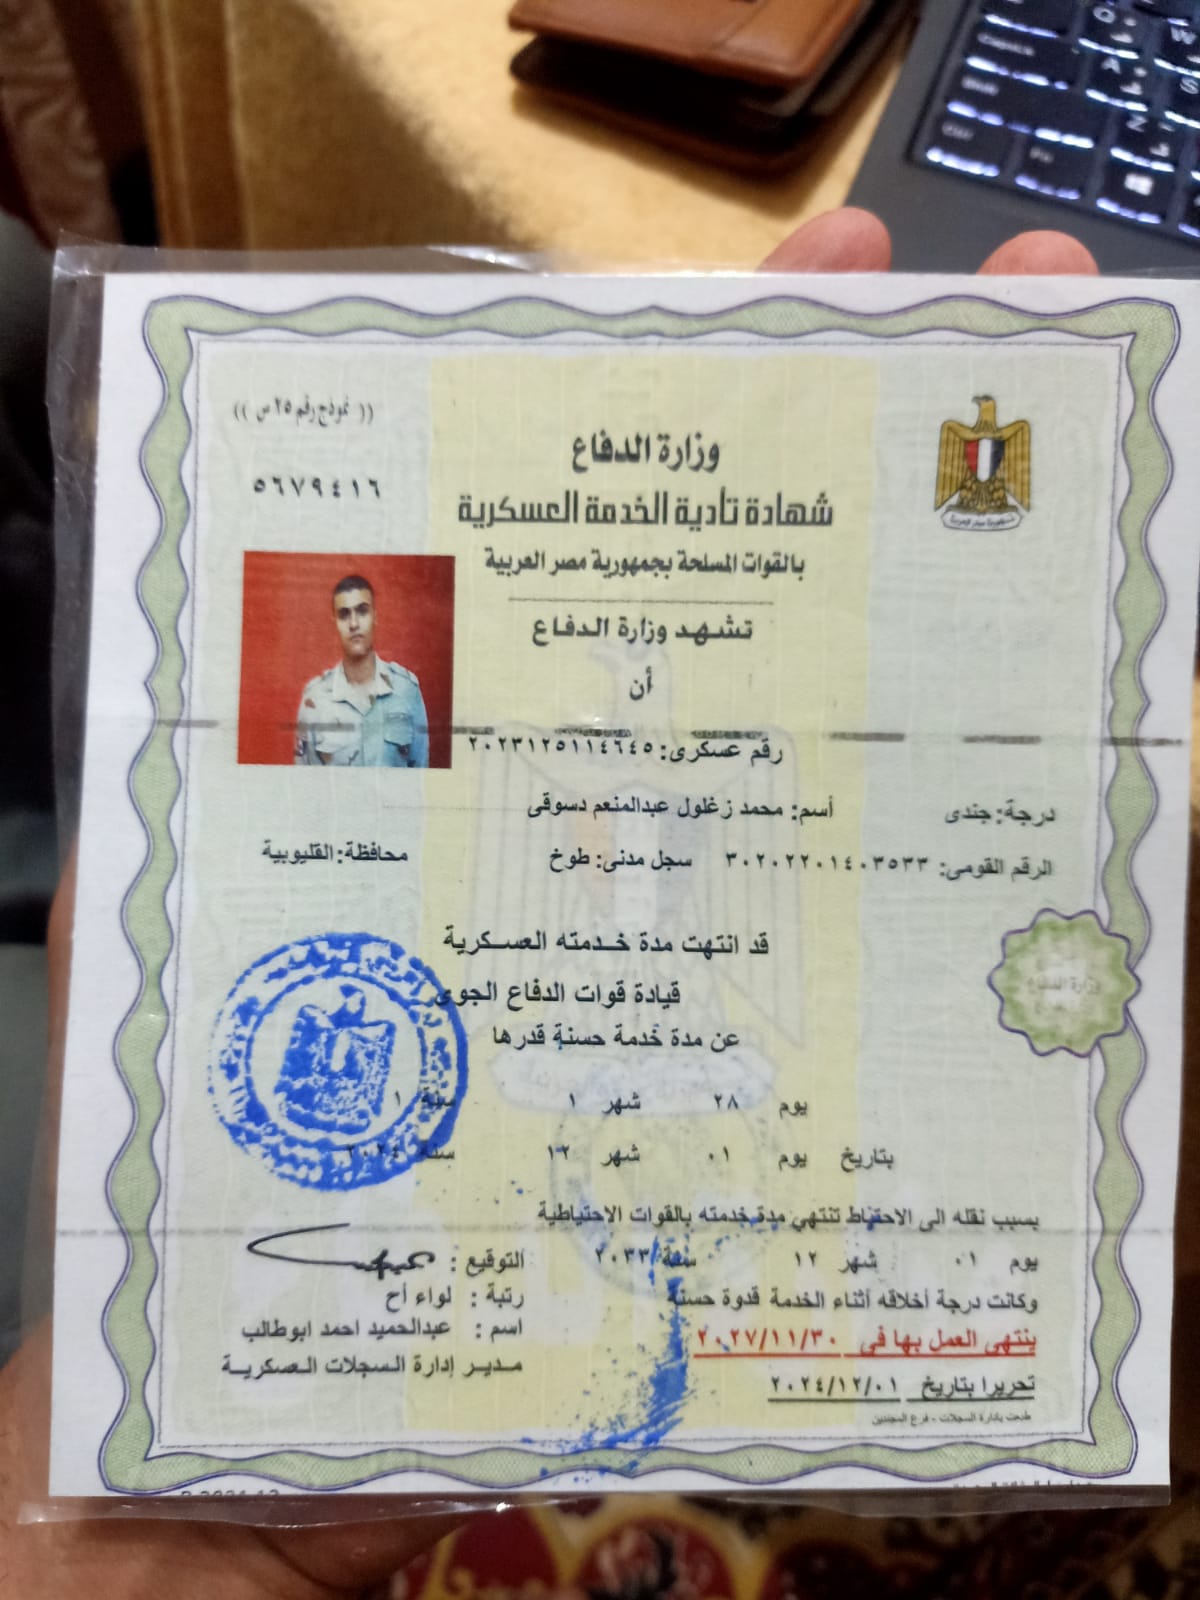 (( نموذج رقم ٢٥ س ))
٥٦٧٩٤١٦
وزارة الدفاع
شهادة تأدية الخدمة العسكرية
بالقوات المسلحة بجمهورية مصر العربية
تشهد وزارة الدفاع
أن
رقم عسكرى: ٢٠٢٣١٢٥١١٤٦٤٥
درجة: جندى أسم: محمد زغلول عبدالمنعم دسوقى
الرقم القومى: ٣٠٢٠٢٢٠١٤٠٣٥٣٣ سجل مدنى: طوخ محافظة: القليوبية
قد انتهت مدة خدمته العسكرية
قيادة قوات الدفاع الجوى
عن مدة خدمة حسنة قدرها
يوم ٢٨ شهر ١ سنة ١
بتاريخ يوم ٠١ شهر ١٢ سنة ٢٠٢٤
بسبب نقله الى الاحتياط تنتهي مدة خدمته بالقوات الاحتياطية
يوم ٠١ شهر ١٢ سنة ٢٠٣٣
وكانت درجة أخلاقه أثناء الخدمة قدوة حسنة
ينتهى العمل بها فى ٢٠٢٧/١١/٣٠
تحريرا بتاريخ ٢٠٢٤/١٢/٠١
طبعت بادارة السجلات - فرع المجندين
التوقيع :
رتبة : لواء أح
اسم : عبدالحميد احمد ابوطالب
مدير إدارة السجلات العسكرية
وزارة الدفاع